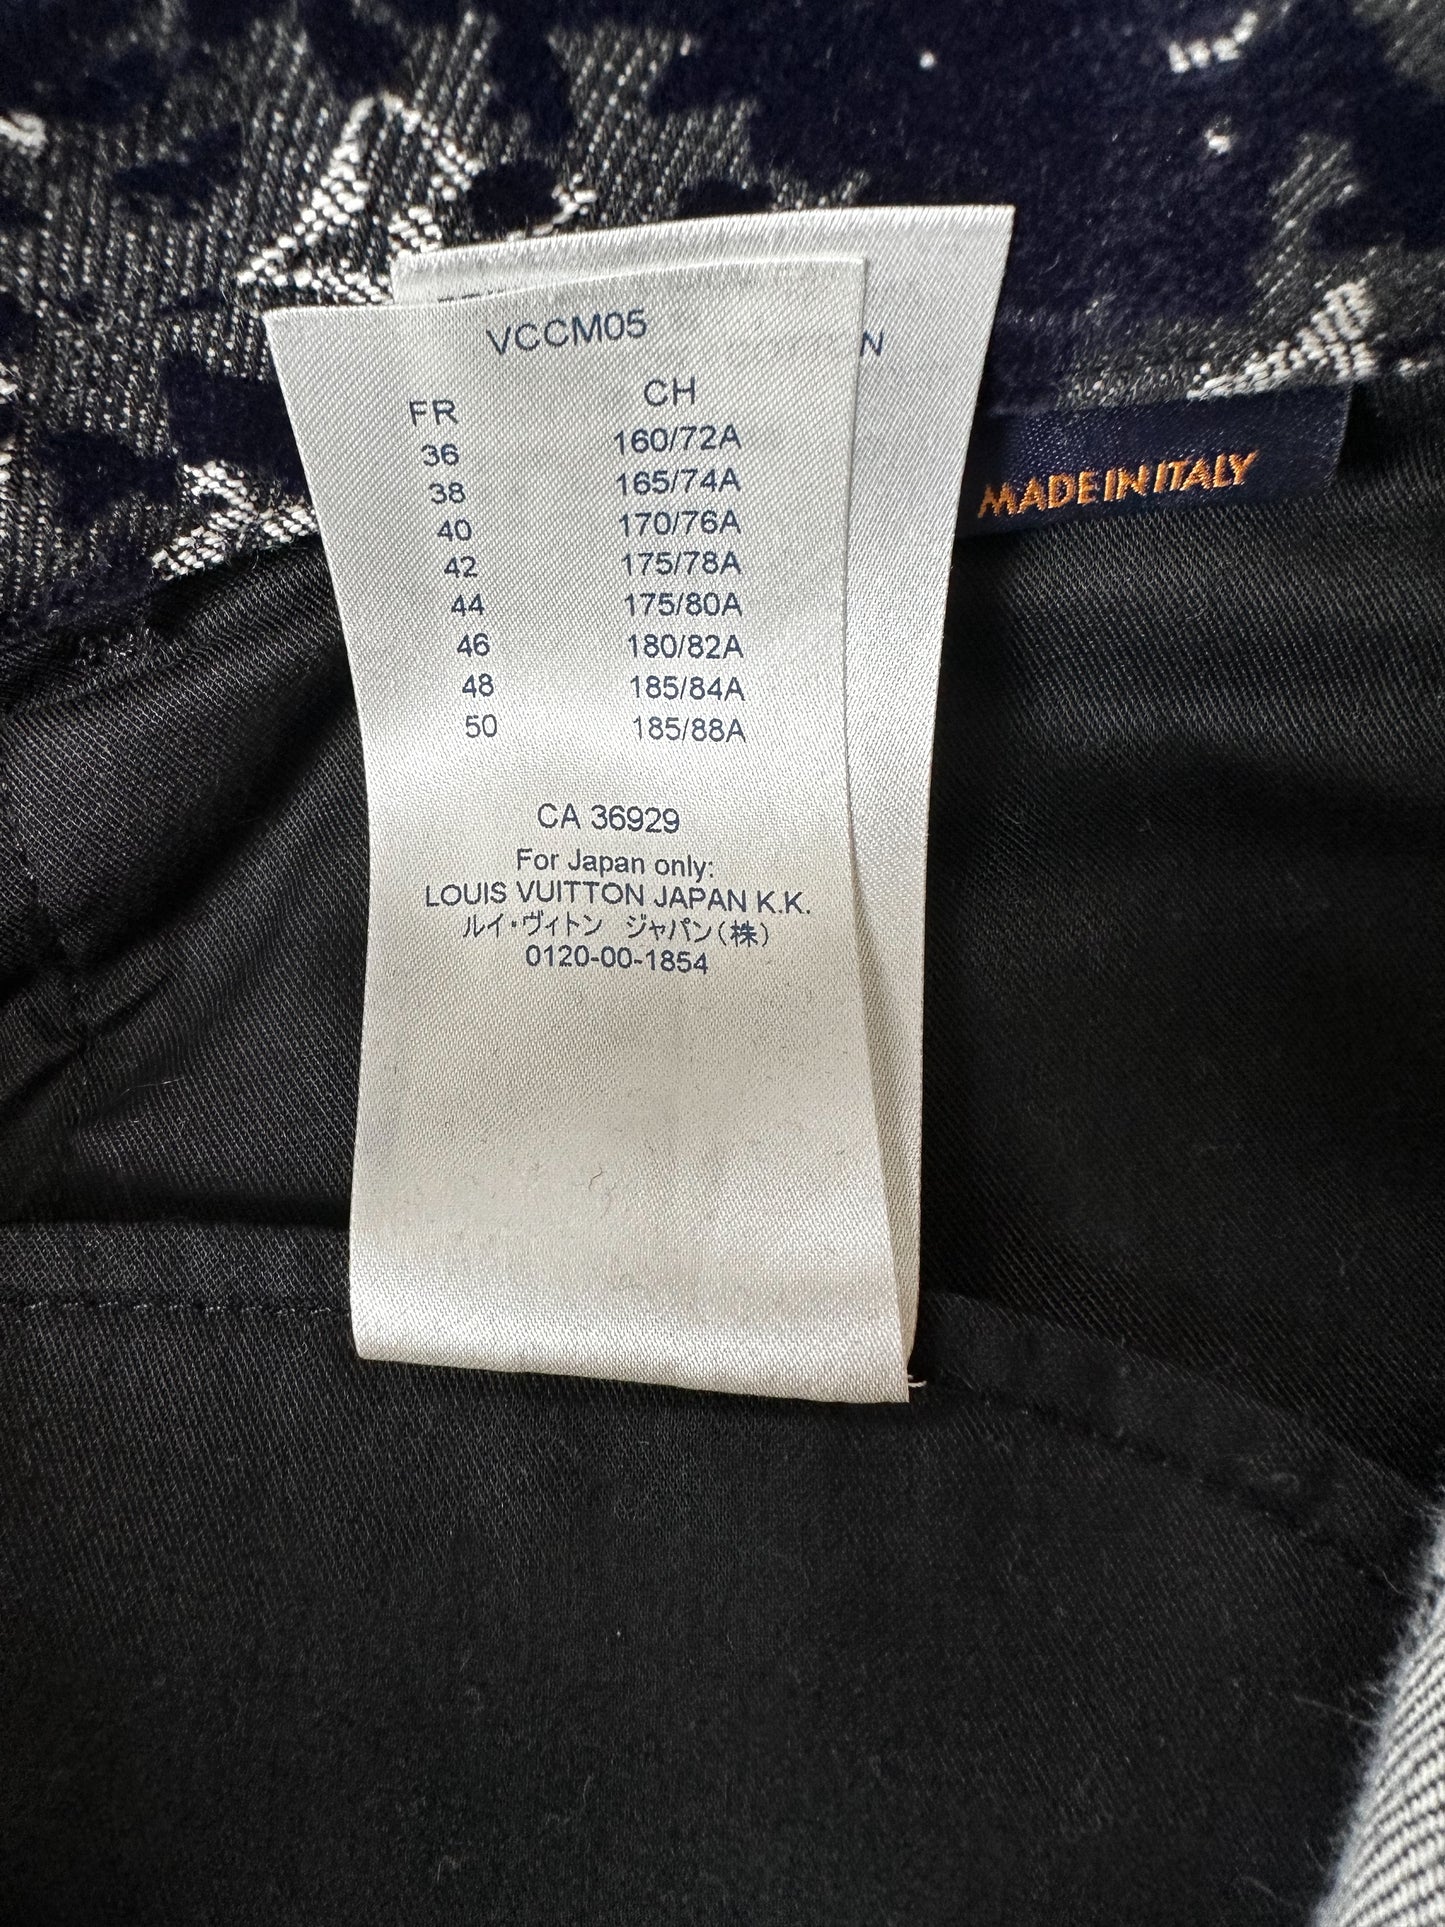 VCCM05
FR CH
36 160/72A
38 165/74A
40 170/76A
42 175/78A
44 175/80A
46 180/82A
48 185/84A
50 185/88A
CA 36929
For Japan only:
LOUIS VUITTON JAPAN K.K.
ルイ・ヴィトン ジャパン(株)
0120-00-1854
MADE IN ITALY